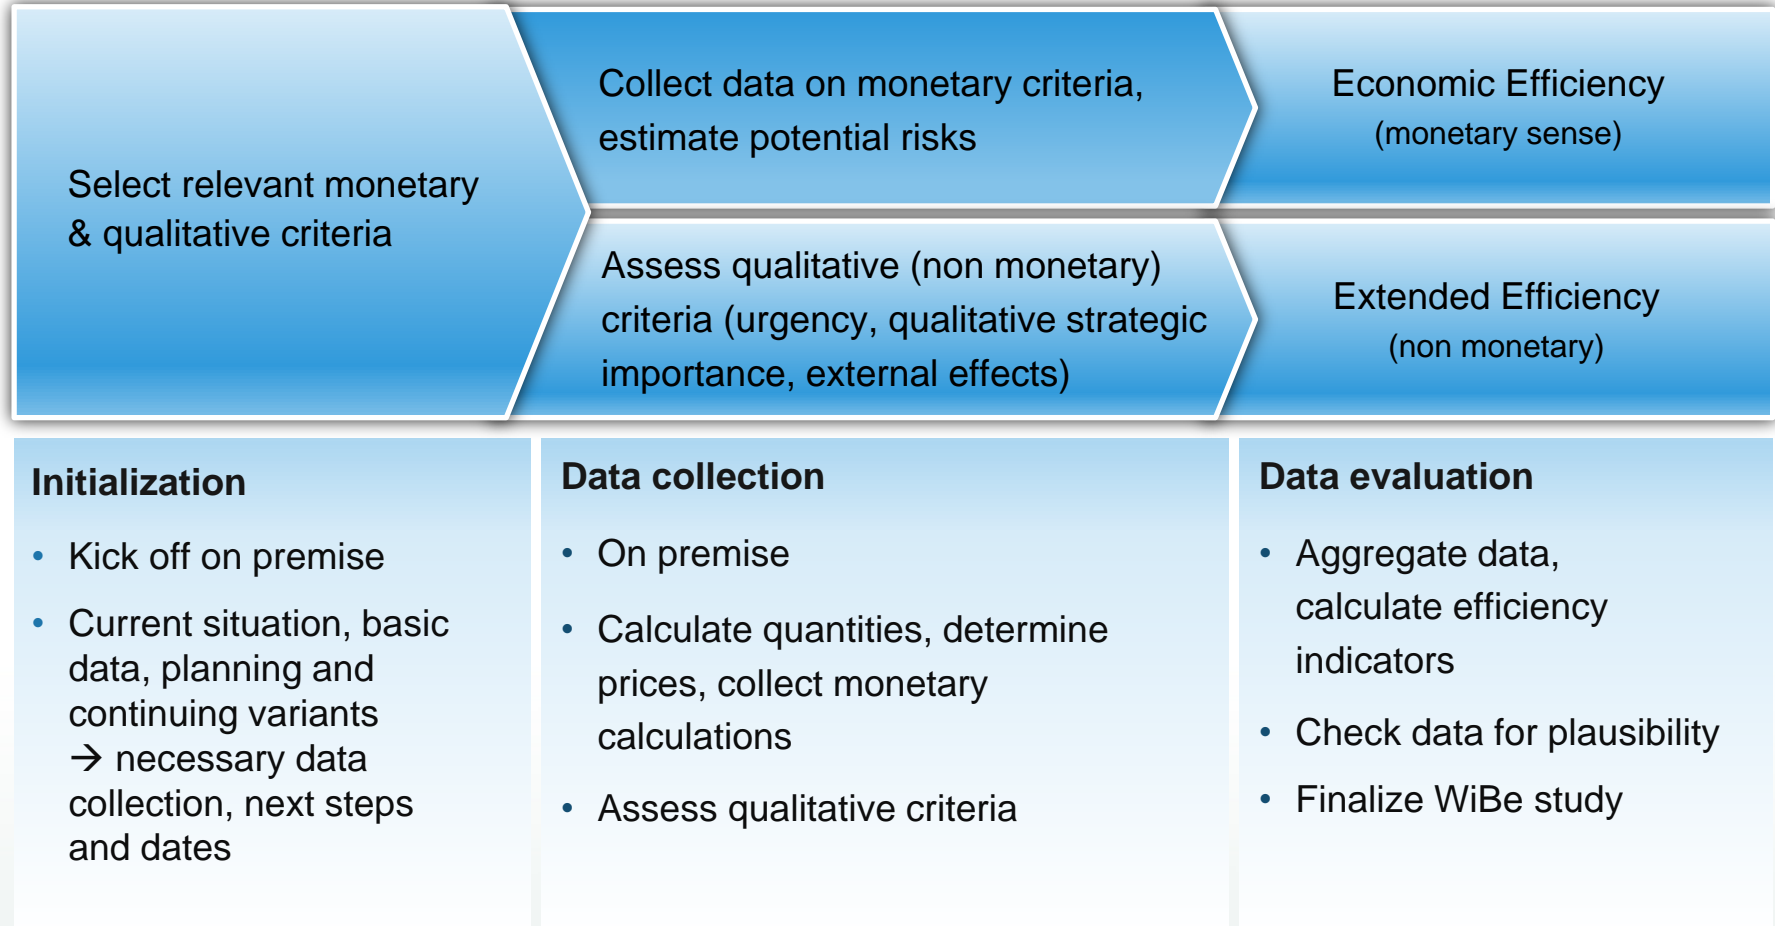 Select relevant monetary
& qualitative criteria
Collect data on monetary criteria,
estimate potential risks
Economic Efficiency
(monetary sense)
Assess qualitative (non monetary)
criteria (urgency, qualitative strategic
importance, external effects)
Extended Efficiency
(non monetary)
Initialization
• Kick off on premise
• Current situation, basic
data, planning and
continuing variants
→ necessary data
collection, next steps
and dates
Data collection
• On premise
• Calculate quantities, determine
prices, collect monetary
calculations
• Assess qualitative criteria
Data evaluation
• Aggregate data,
calculate efficiency
indicators
• Check data for plausibility
• Finalize WiBe study